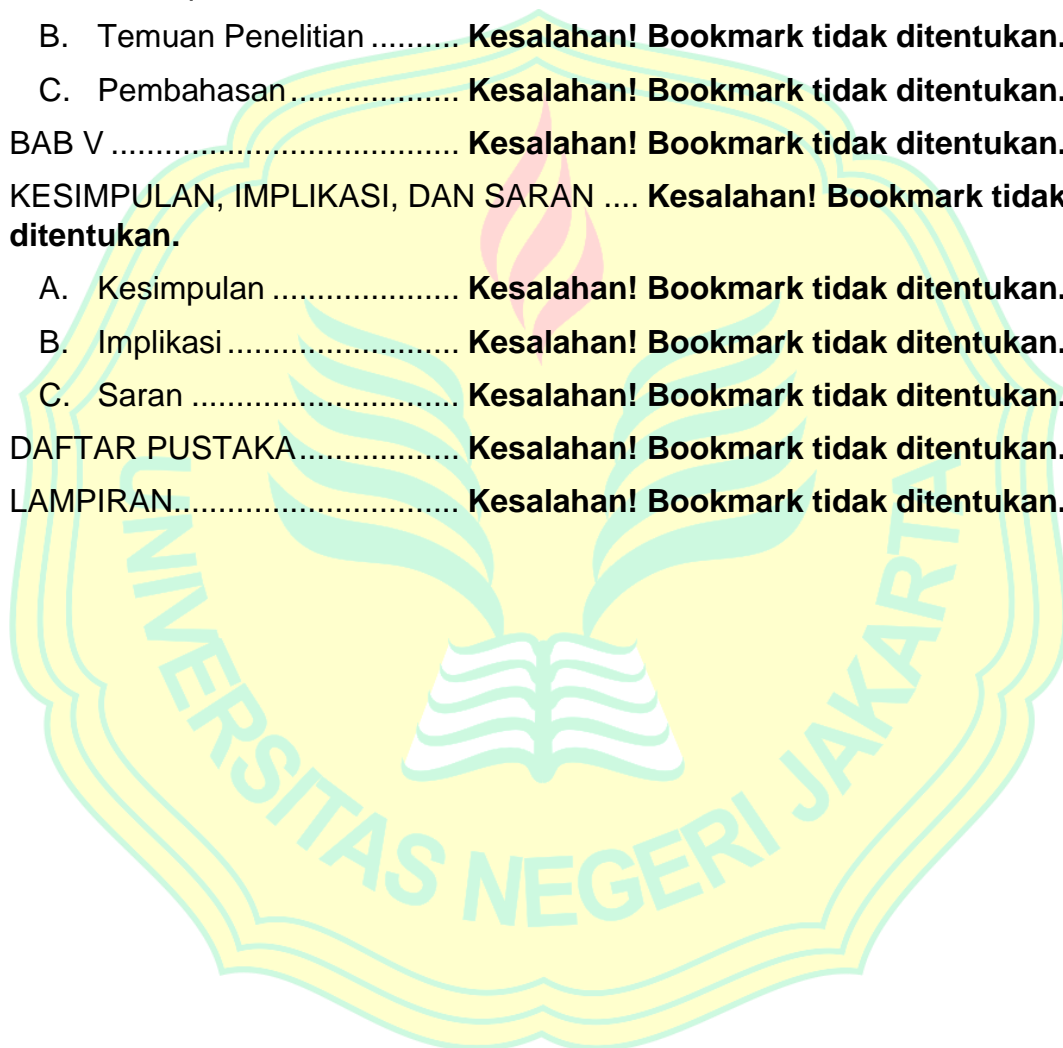 B. Temuan Penelitian .......... Kesalahan! Bookmark tidak ditentukan.
C. Pembahasan................... Kesalahan! Bookmark tidak ditentukan.
BAB V ....................................... Kesalahan! Bookmark tidak ditentukan.
KESIMPULAN, IMPLIKASI, DAN SARAN .... Kesalahan! Bookmark tidak
ditentukan.
A. Kesimpulan ..................... Kesalahan! Bookmark tidak ditentukan.
B. Implikasi .......................... Kesalahan! Bookmark tidak ditentukan.
C. Saran .............................. Kesalahan! Bookmark tidak ditentukan.
DAFTAR PUSTAKA.................. Kesalahan! Bookmark tidak ditentukan.
LAMPIRAN................................ Kesalahan! Bookmark tidak ditentukan.
UNIVERSITAS NEGERI JAKARTA